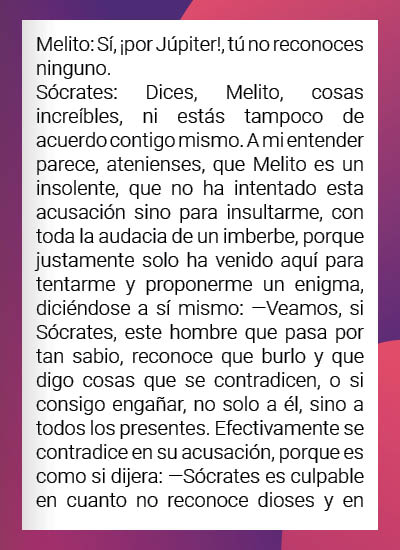 Melito: Sí, ¡por Júpiter!, tú no reconoces
ninguno.
Sócrates: Dices, Melito, cosas
increíbles, ni estás tampoco de
acuerdo contigo mismo. A mi entender
parece, atenienses, que Melito es un
insolente, que no ha intentado esta
acusación sino para insultarme, con
toda la audacia de un imberbe, porque
justamente solo ha venido aquí para
tentarme y proponerme un enigma,
diciéndose a sí mismo: —Veamos, si
Sócrates, este hombre que pasa por
tan sabio, reconoce que burlo y que
digo cosas que se contradicen, o si
consigo engañar, no solo a él, sino a
todos los presentes. Efectivamente se
contradice en su acusación, porque es
como si dijera: —Sócrates es culpable
en cuanto no reconoce dioses y en